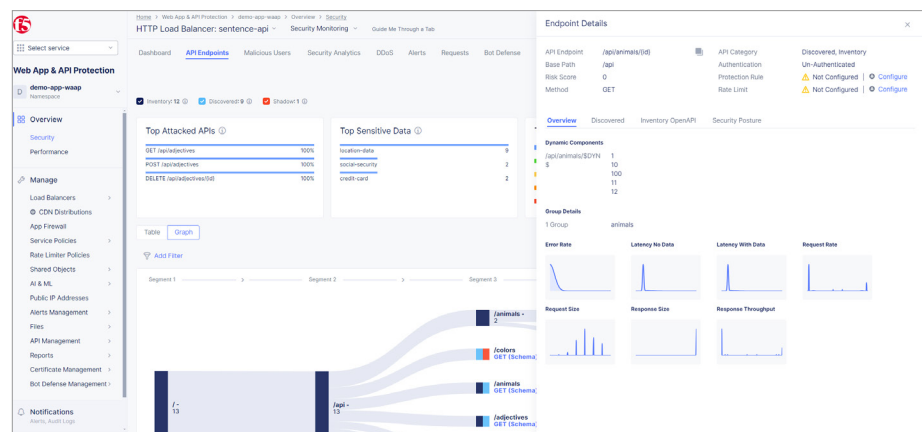 f5
Select service
Web App & API Protection
D
demo-app-waap
Namespace
Overview
Security
Performance
Manage
Load Balancers
CDN Distributions
App Firewall
Service Policies
Rate Limiter Policies
Shared Objects
AI & ML
Public IP Addresses
Alerts Management
Files
API Management
Reports
Certificate Management
Bot Defense Management
Notifications
Alerts, Audit Logs
Home > Web App & API Protection > demo-app-waap > Overview > Security
HTTP Load Balancer: sentence-api Security Monitoring Guide Me Through a Tab
Dashboard API Endpoints Malicious Users Security Analytics DDoS Alerts Requests Bot Defense
Inventory: 12 Discovered: 9 Shadow: 1
Top Attacked APIs
GET /api/adjectives 100%
POST /api/adjectives 100%
DELETE /api/adjectives/{id} 100%
Top Sensitive Data
location-data 9
social-security 2
credit-card 2
Table Graph
Add Filter
Segment 1 Segment 2 Segment 3
/ -
13
/api -
13
/animals -
2
/colors
GET (Schema
/animals
GET (Schema
/adjectives
GET (Schema
Endpoint Details
API Endpoint /api/animals/{id} API Category Discovered, Inventory
Base Path /api Authentication Un-Authenticated
Risk Score 0 Protection Rule Not Configured | Configure
Method GET Rate Limit Not Configured | Configure
Overview Discovered Inventory OpenAPI Security Posture
Dynamic Components
/api/animals/$DYN 1
$ 10
100
11
12
Group Details
1 Group animals
Error Rate Latency No Data Latency With Data Request Rate
Request Size Response Size Response Throughput